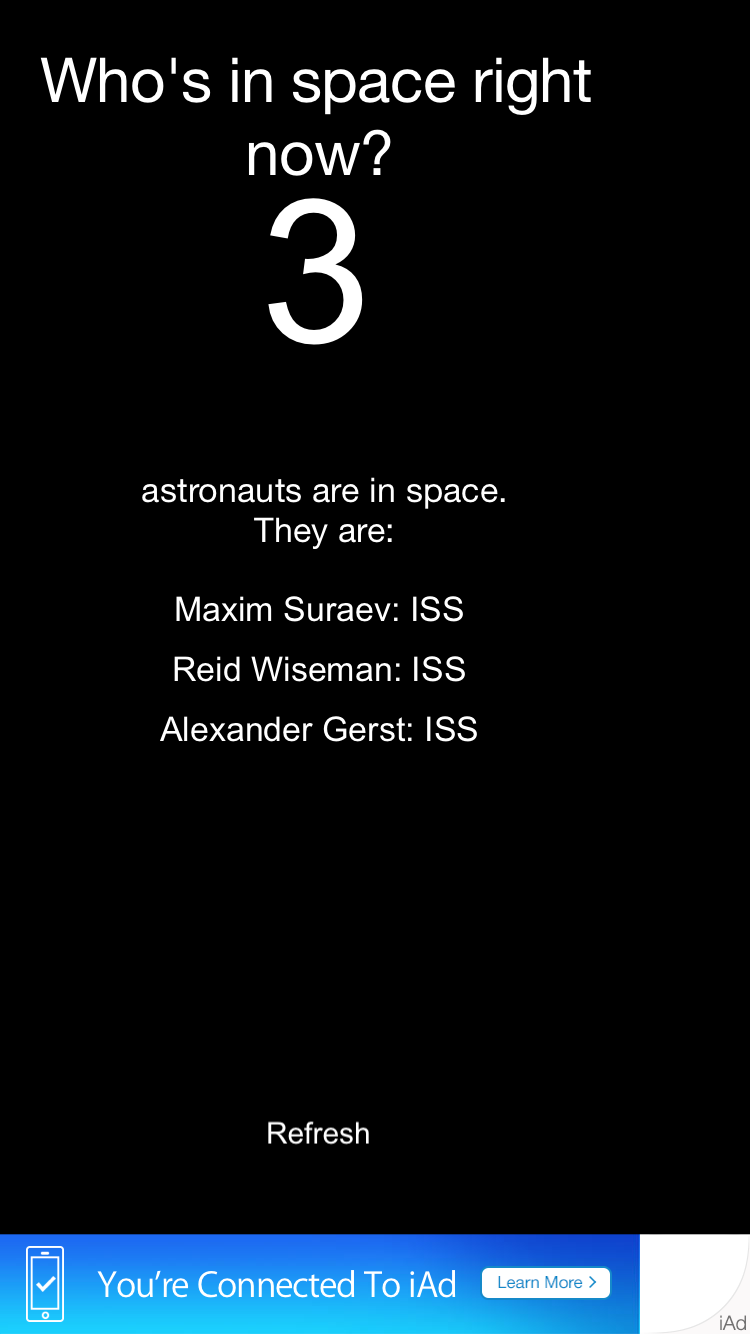 Who's in space right
now?
3
astronauts are in space.
They are:
Maxim Suraev: ISS
Reid Wiseman: ISS
Alexander Gerst: ISS
Refresh
You’re Connected To iAd
Learn More
iAd